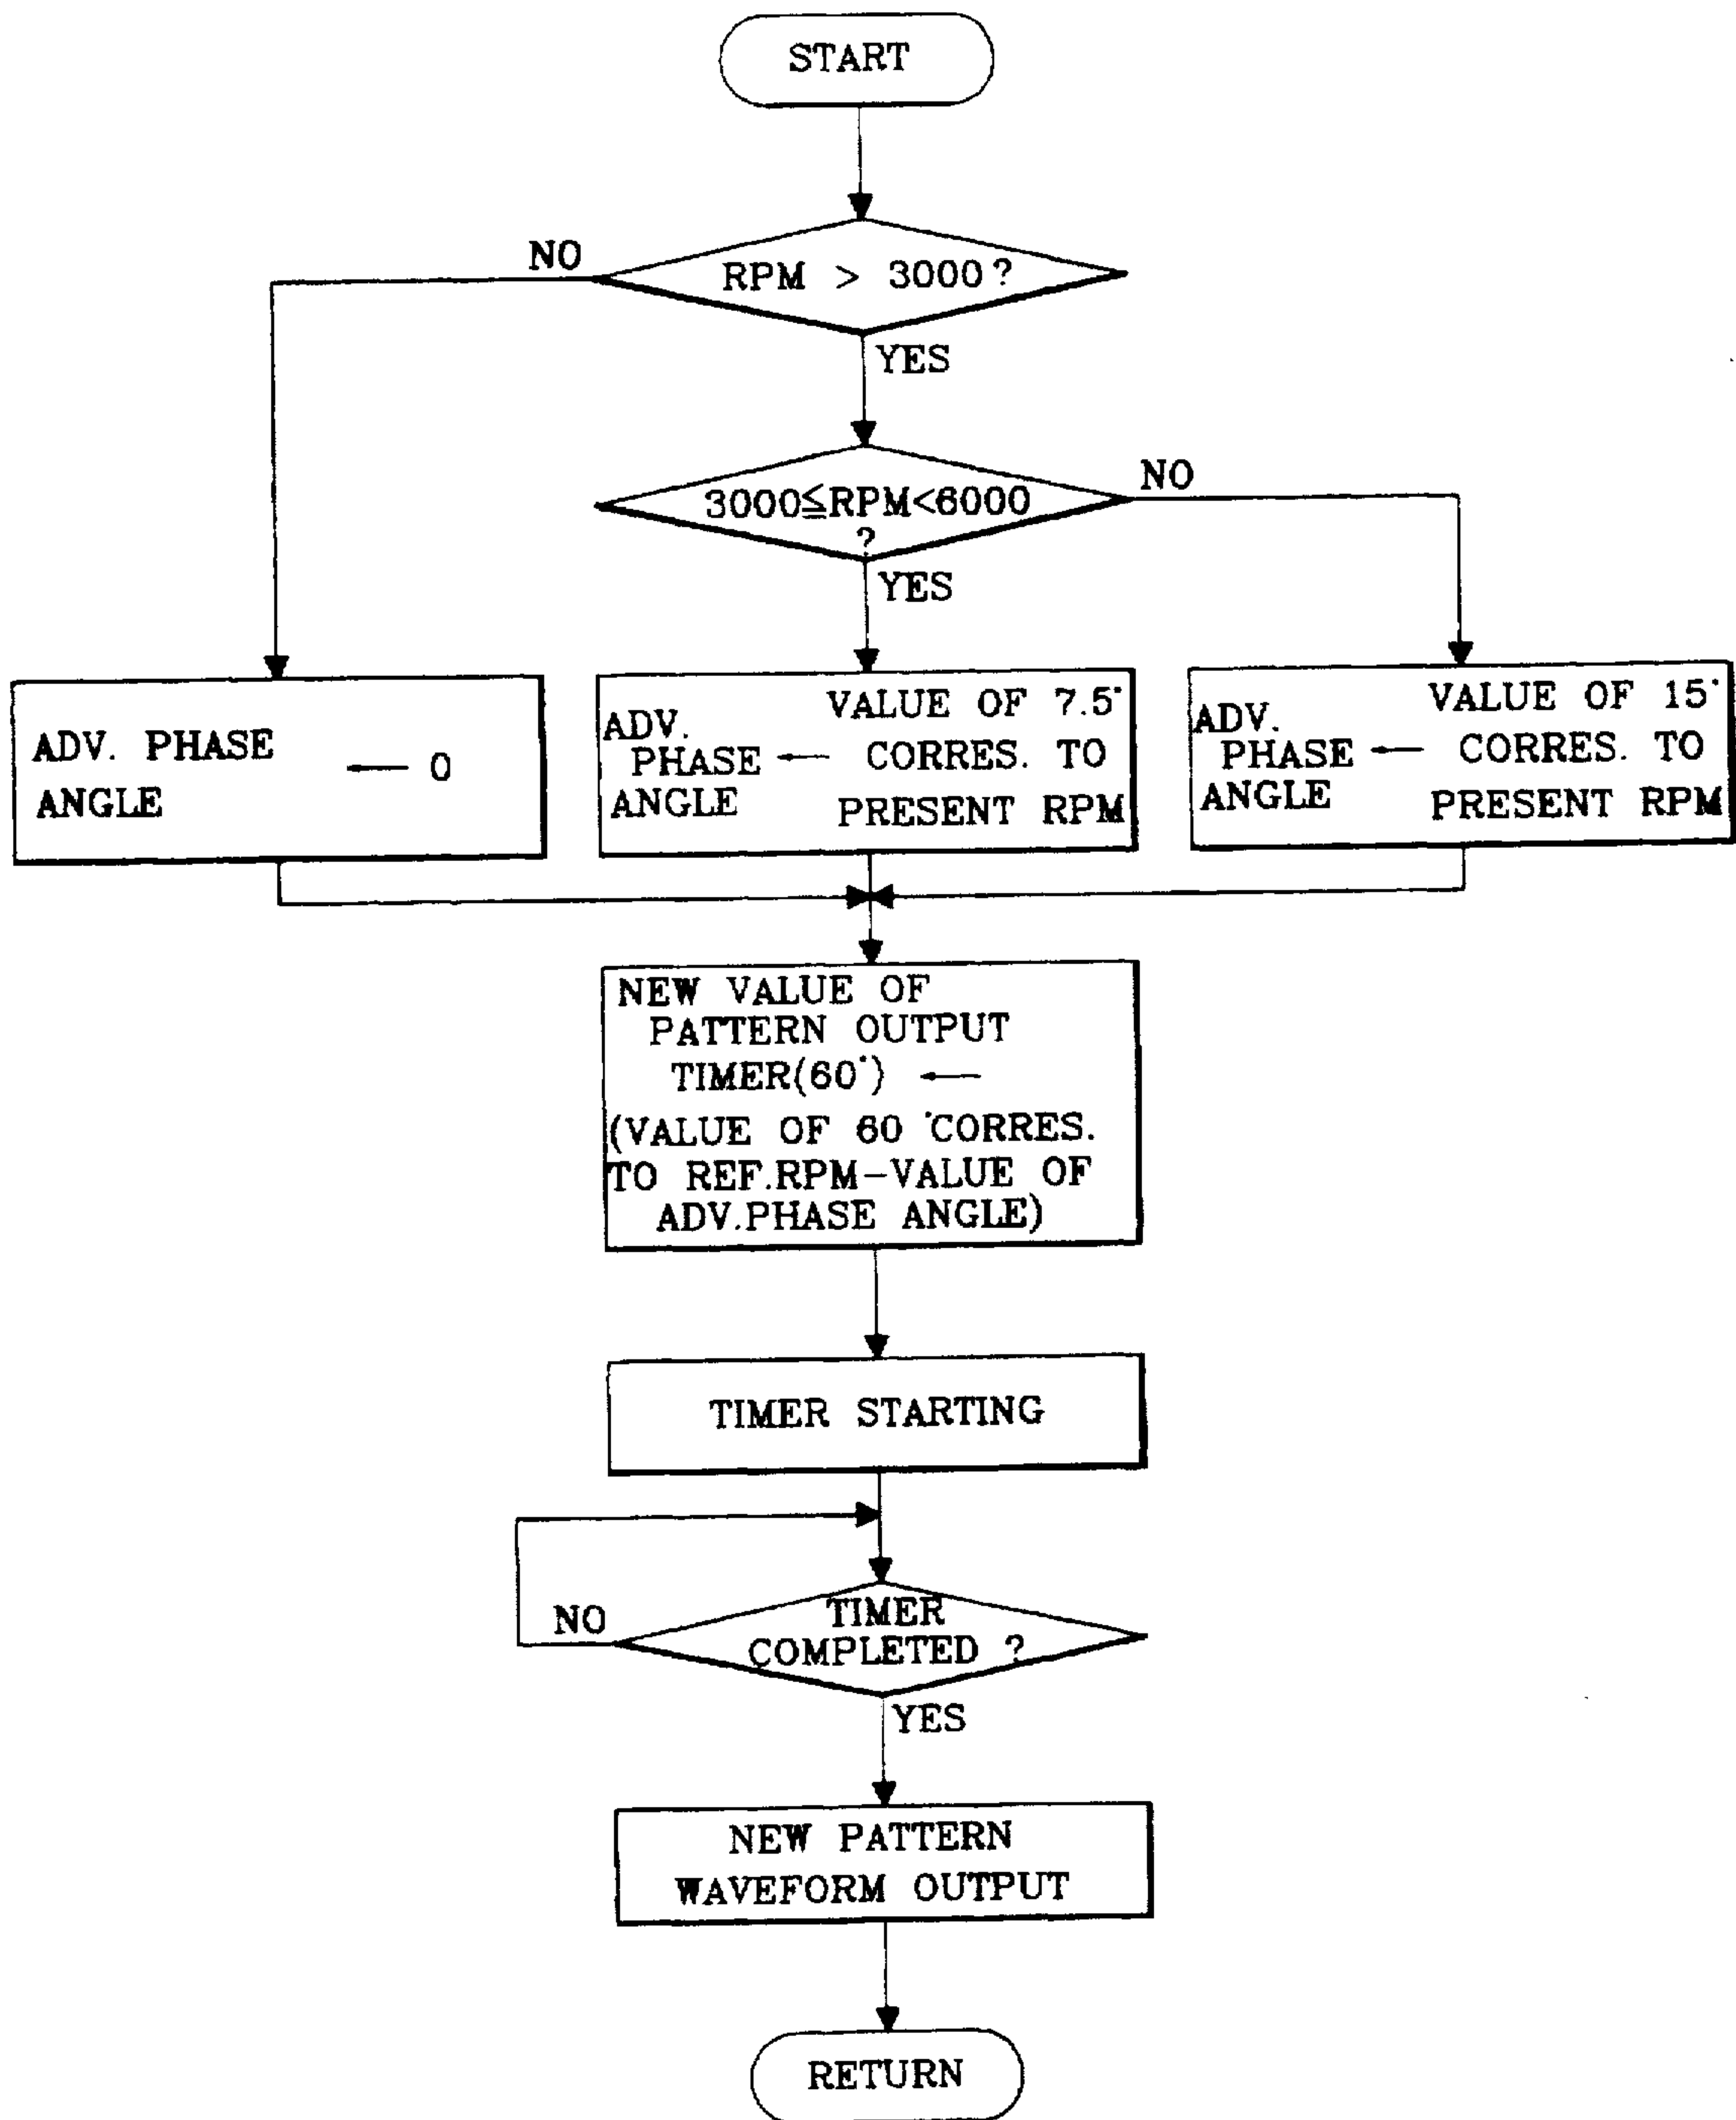 START
NO
RPM > 3000?
YES
NO
3000≦RPM<6000
?
YES
ADV. PHASE
ANGLE
← 0
ADV.
PHASE ←
ANGLE
VALUE OF 7.5°
CORRES. TO
PRESENT RPM
ADV.
PHASE ←
ANGLE
VALUE OF 15°
CORRES. TO
PRESENT RPM
NEW VALUE OF
PATTERN OUTPUT
TIMER(60°) ←
(VALUE OF 60°CORRES.
TO REF.RPM-VALUE OF
ADV.PHASE ANGLE)
TIMER STARTING
NO
TIMER
COMPLETED ?
YES
NEW PATTERN
WAVEFORM OUTPUT
RETURN